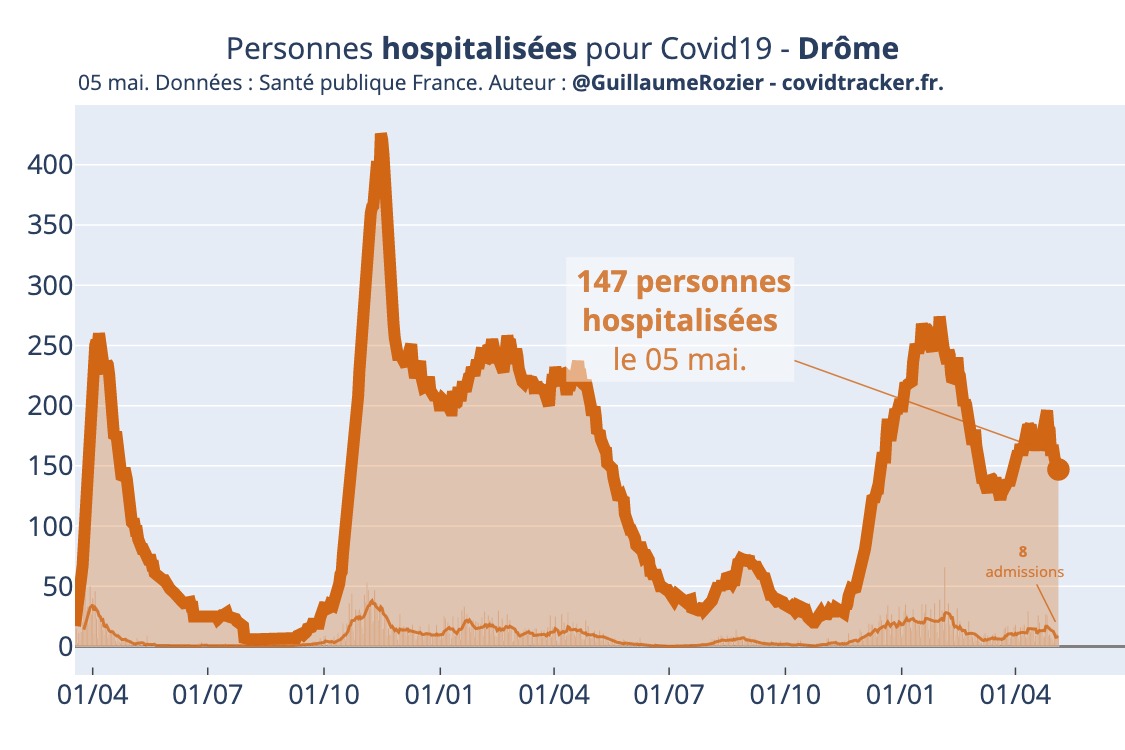 Personnes hospitalisées pour Covid19 - Drôme
05 mai. Données : Santé publique France. Auteur : @GuillaumeRozier - covidtracker.fr.
400
350
300
250
200
150
100
50
0
147 personnes
hospitalisées
le 05 mai.
8
admissions
01/04 01/07 01/10 01/01 01/04 01/07 01/10 01/01 01/04